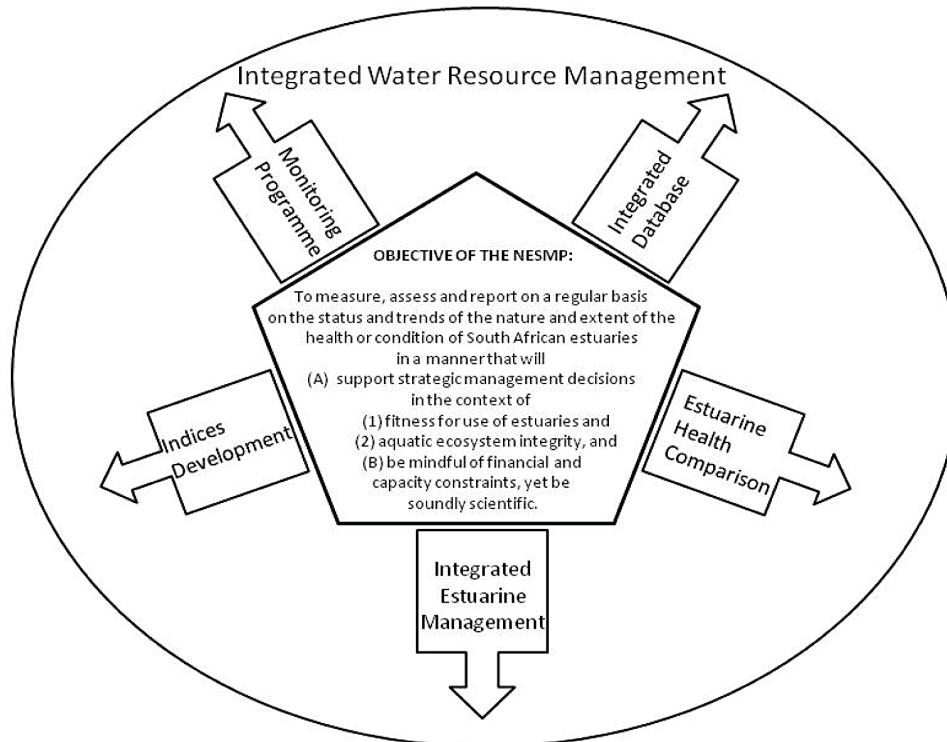 Integrated Water Resource Management
Monitoring
Programme
Integrated
Database
OBJECTIVE OF THE NESMP:
To measure, assess and report on a regular basis
on the status and trends of the nature and extent of the
health or condition of South African estuaries
in a manner that will
(A) support strategic management decisions
in the context of
(1) fitness for use of estuaries and
(2) aquatic ecosystem integrity, and
(B) be mindful of financial and
capacity constraints, yet be
soundly scientific.
Indices
Development
Estuarine
Health
Comparison
Integrated
Estuarine
Management